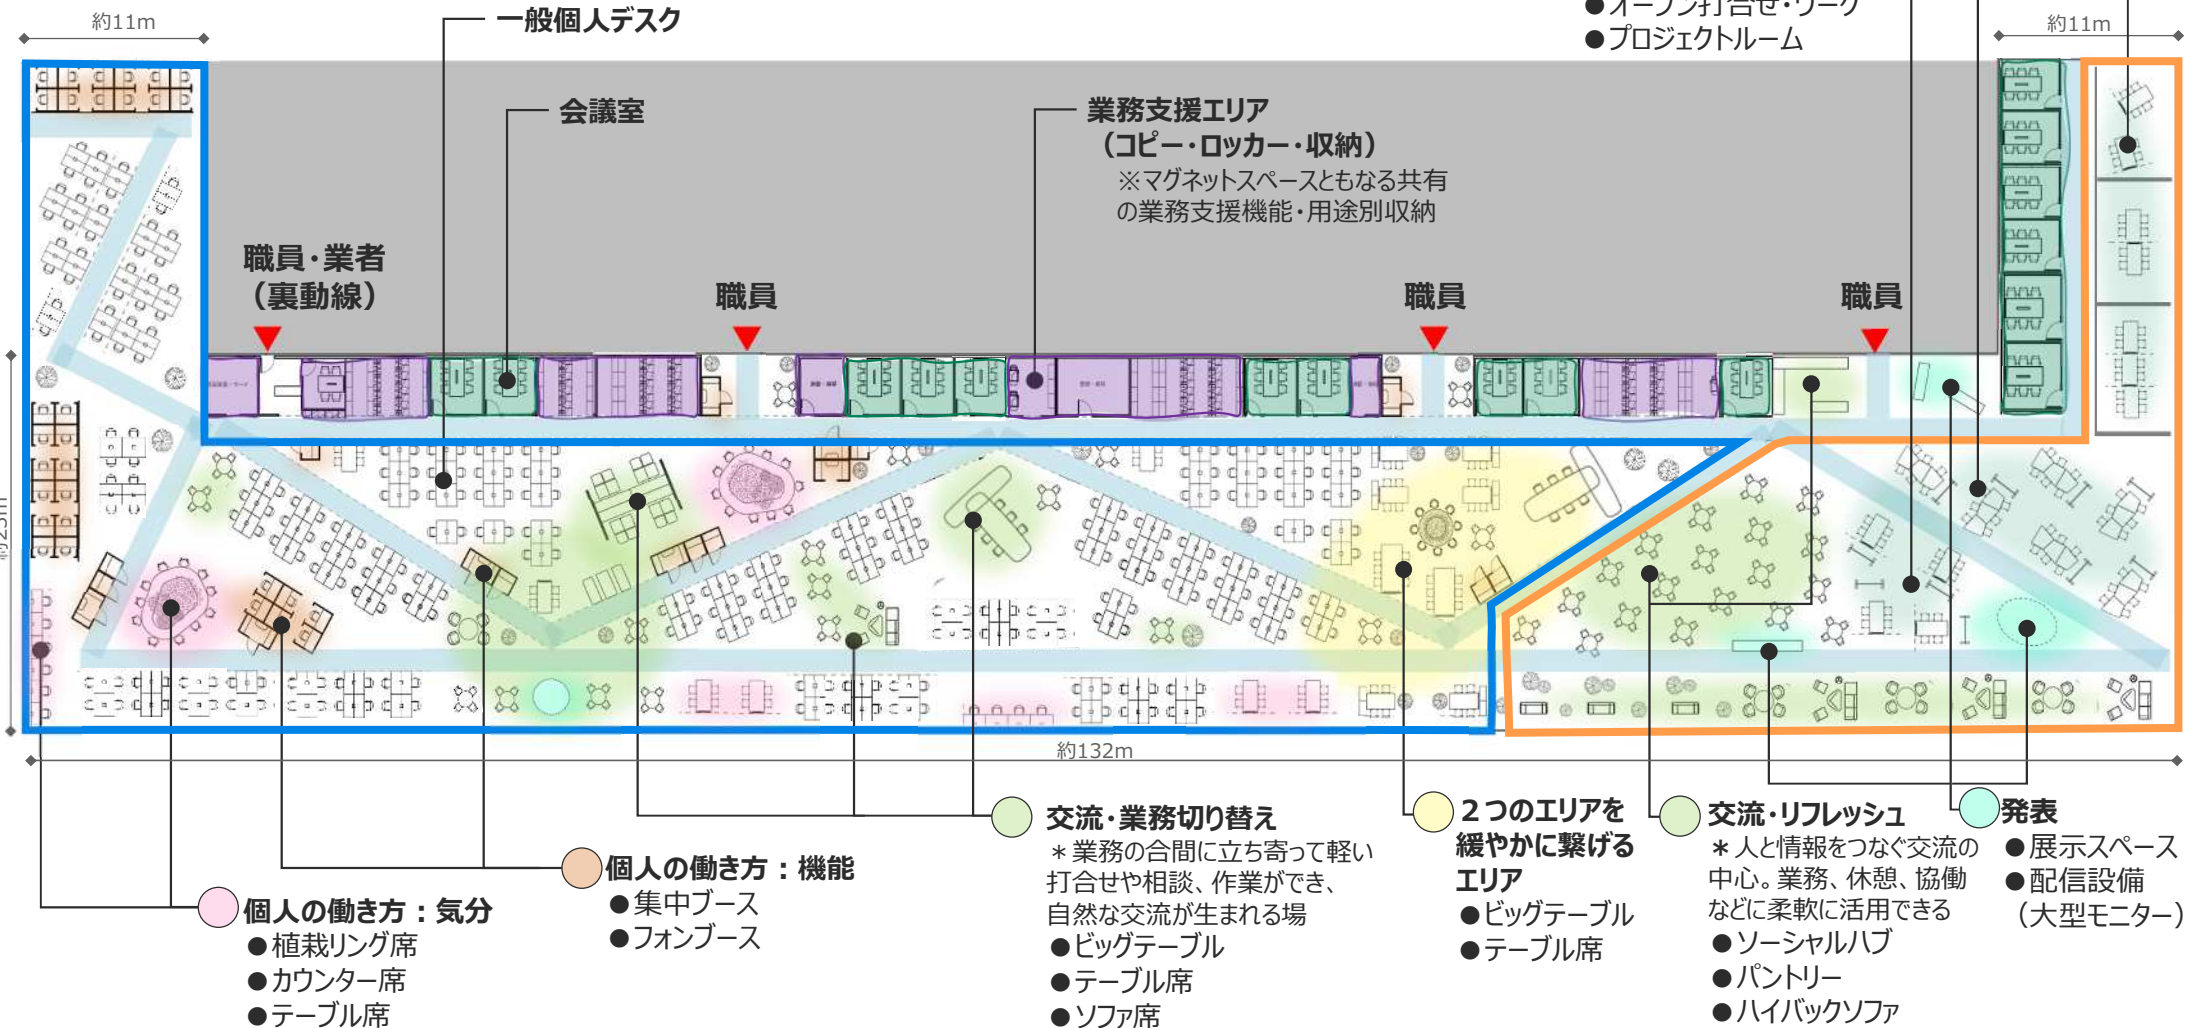 約11m
一般個人デスク
●オープン打合せ・ワーク
●プロジェクトルーム
約11m
会議室
業務支援エリア
（コピー・ロッカー・収納）
※マグネットスペースともなる共有
の業務支援機能・用途別収納
職員・業者
（裏動線）
職員
職員
職員
約25m
約132m
交流・業務切り替え
＊業務の合間に立ち寄って軽い
打合せや相談、作業ができ、
自然な交流が生まれる場
●ビッグテーブル
●テーブル席
●ソファ席
２つのエリアを
緩やかに繋げる
エリア
●ビッグテーブル
●テーブル席
交流・リフレッシュ
＊人と情報をつなぐ交流の
中心。業務、休憩、協働
などに柔軟に活用できる
●ソーシャルハブ
●パントリー
●ハイバックソファ
発表
●展示スペース
●配信設備
（大型モニター）
個人の働き方：機能
●集中ブース
●フォンブース
個人の働き方：気分
●植栽リング席
●カウンター席
●テーブル席